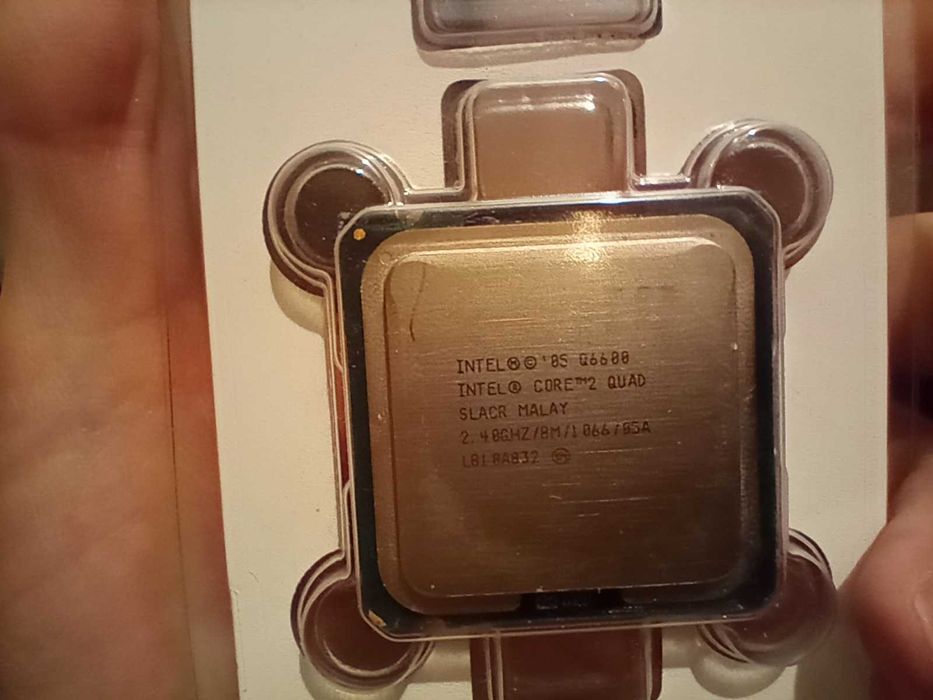 INTEL®© '05 Q6600
INTEL® CORE™2 QUAD
SLACR MALAY
2.40GHZ/8M/1066/05A
L818A832